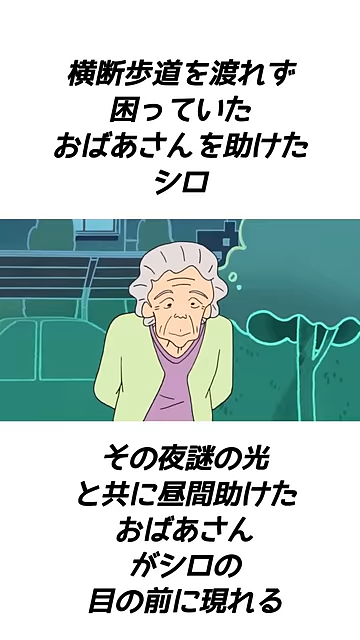 横断歩道を渡れず
困っていた
おばあさんを助けた
シロ
その夜謎の光
と共に昼間助けた
おばあさん
がシロの
目の前に現れる